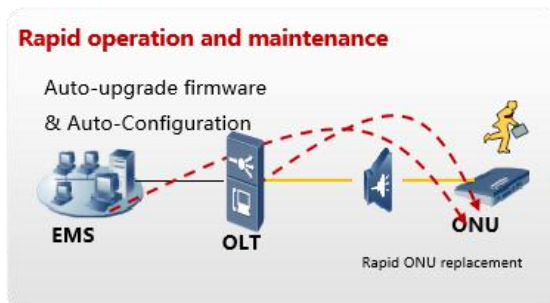 Rapid operation and maintenance
Auto-upgrade firmware
& Auto-Configuration
EMS
OLT
ONU
Rapid ONU replacement